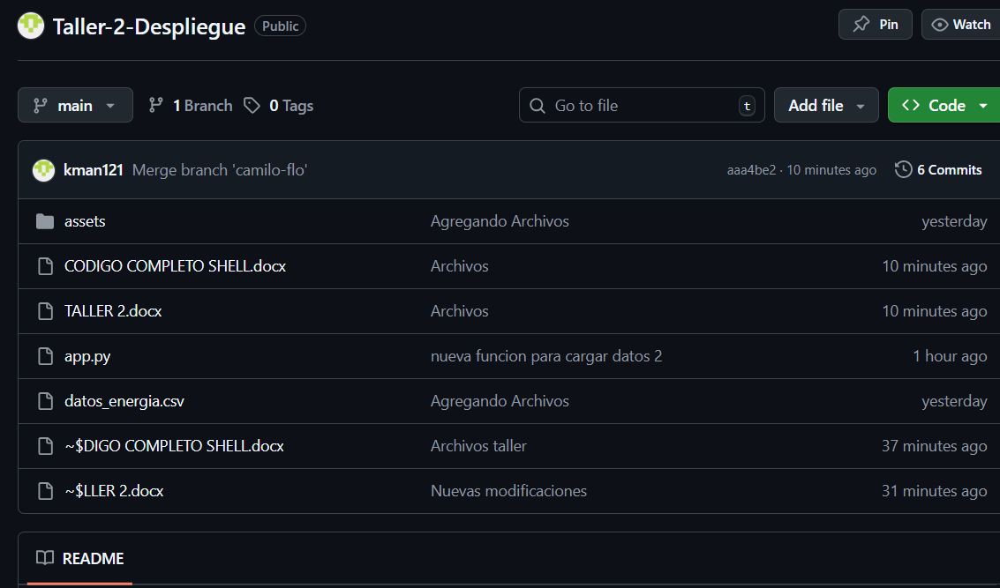 Taller-2-Despliegue Public Pin Watch
main 1 Branch 0 Tags Go to file t Add file Code
kman121 Merge branch 'camilo-flo' aaa4be2 · 10 minutes ago 6 Commits
assets Agregando Archivos yesterday
CODIGO COMPLETO SHELL.docx Archivos 10 minutes ago
TALLER 2.docx Archivos 10 minutes ago
app.py nueva funcion para cargar datos 2 1 hour ago
datos_energia.csv Agregando Archivos yesterday
~$DIGO COMPLETO SHELL.docx Archivos taller 37 minutes ago
~$LLER 2.docx Nuevas modificaciones 31 minutes ago
README